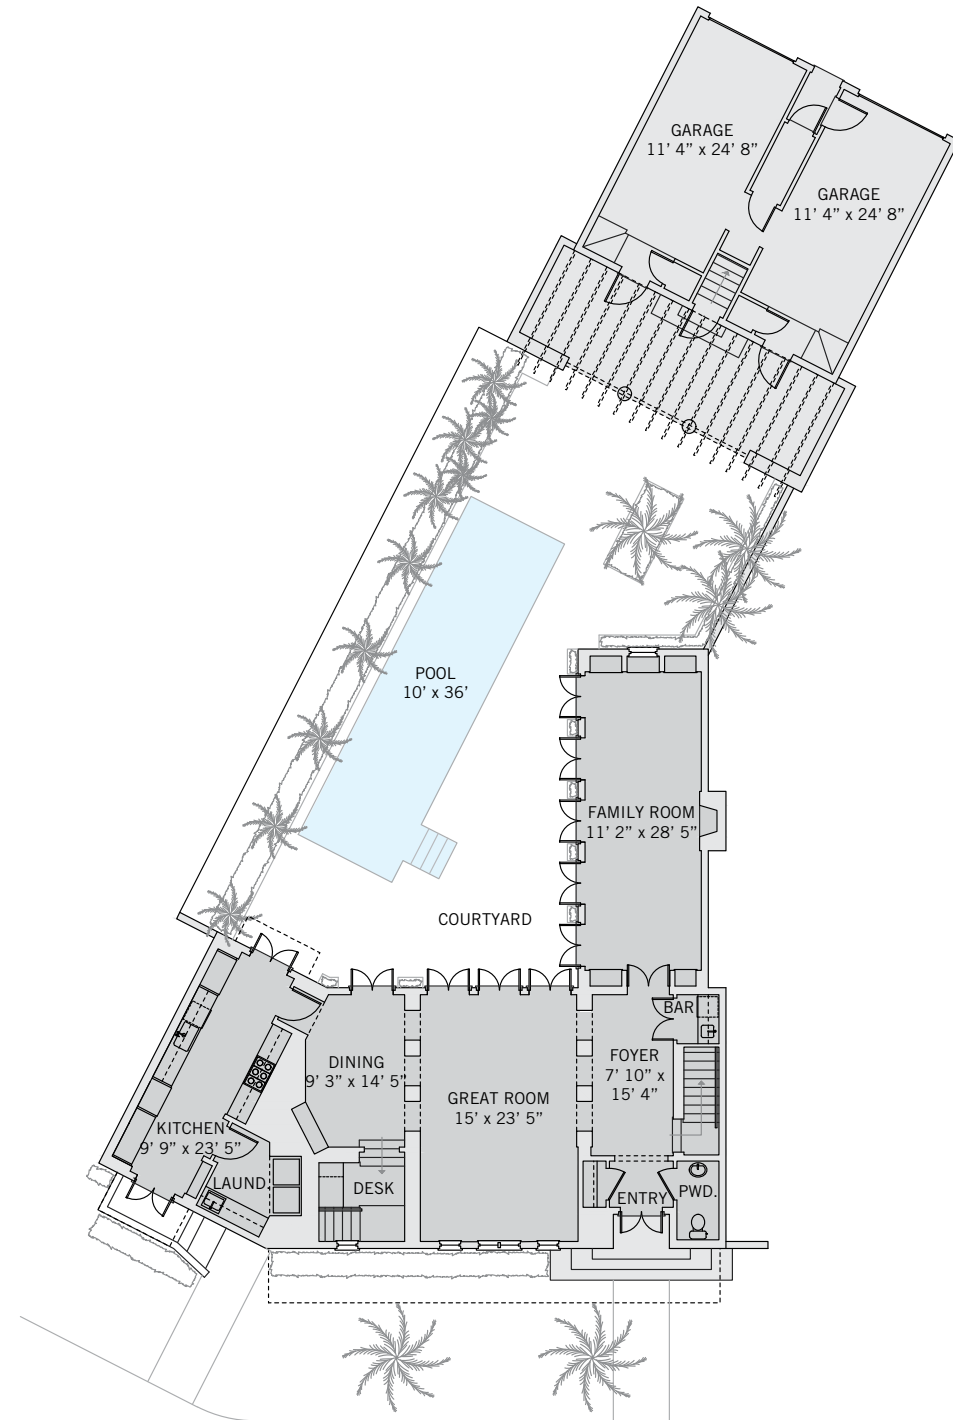 GARAGE
11' 4” x 24' 8”
GARAGE
11' 4” x 24' 8”
POOL
10' x 36'
FAMILY ROOM
11' 2” x 28' 5”
COURTYARD
BAR
DINING
9' 3” x 14' 5”
FOYER
7' 10” x
15' 4”
GREAT ROOM
15' x 23' 5”
KITCHEN
9' 9” x 23' 5”
LAUND.
DESK
ENTRY
PWD.